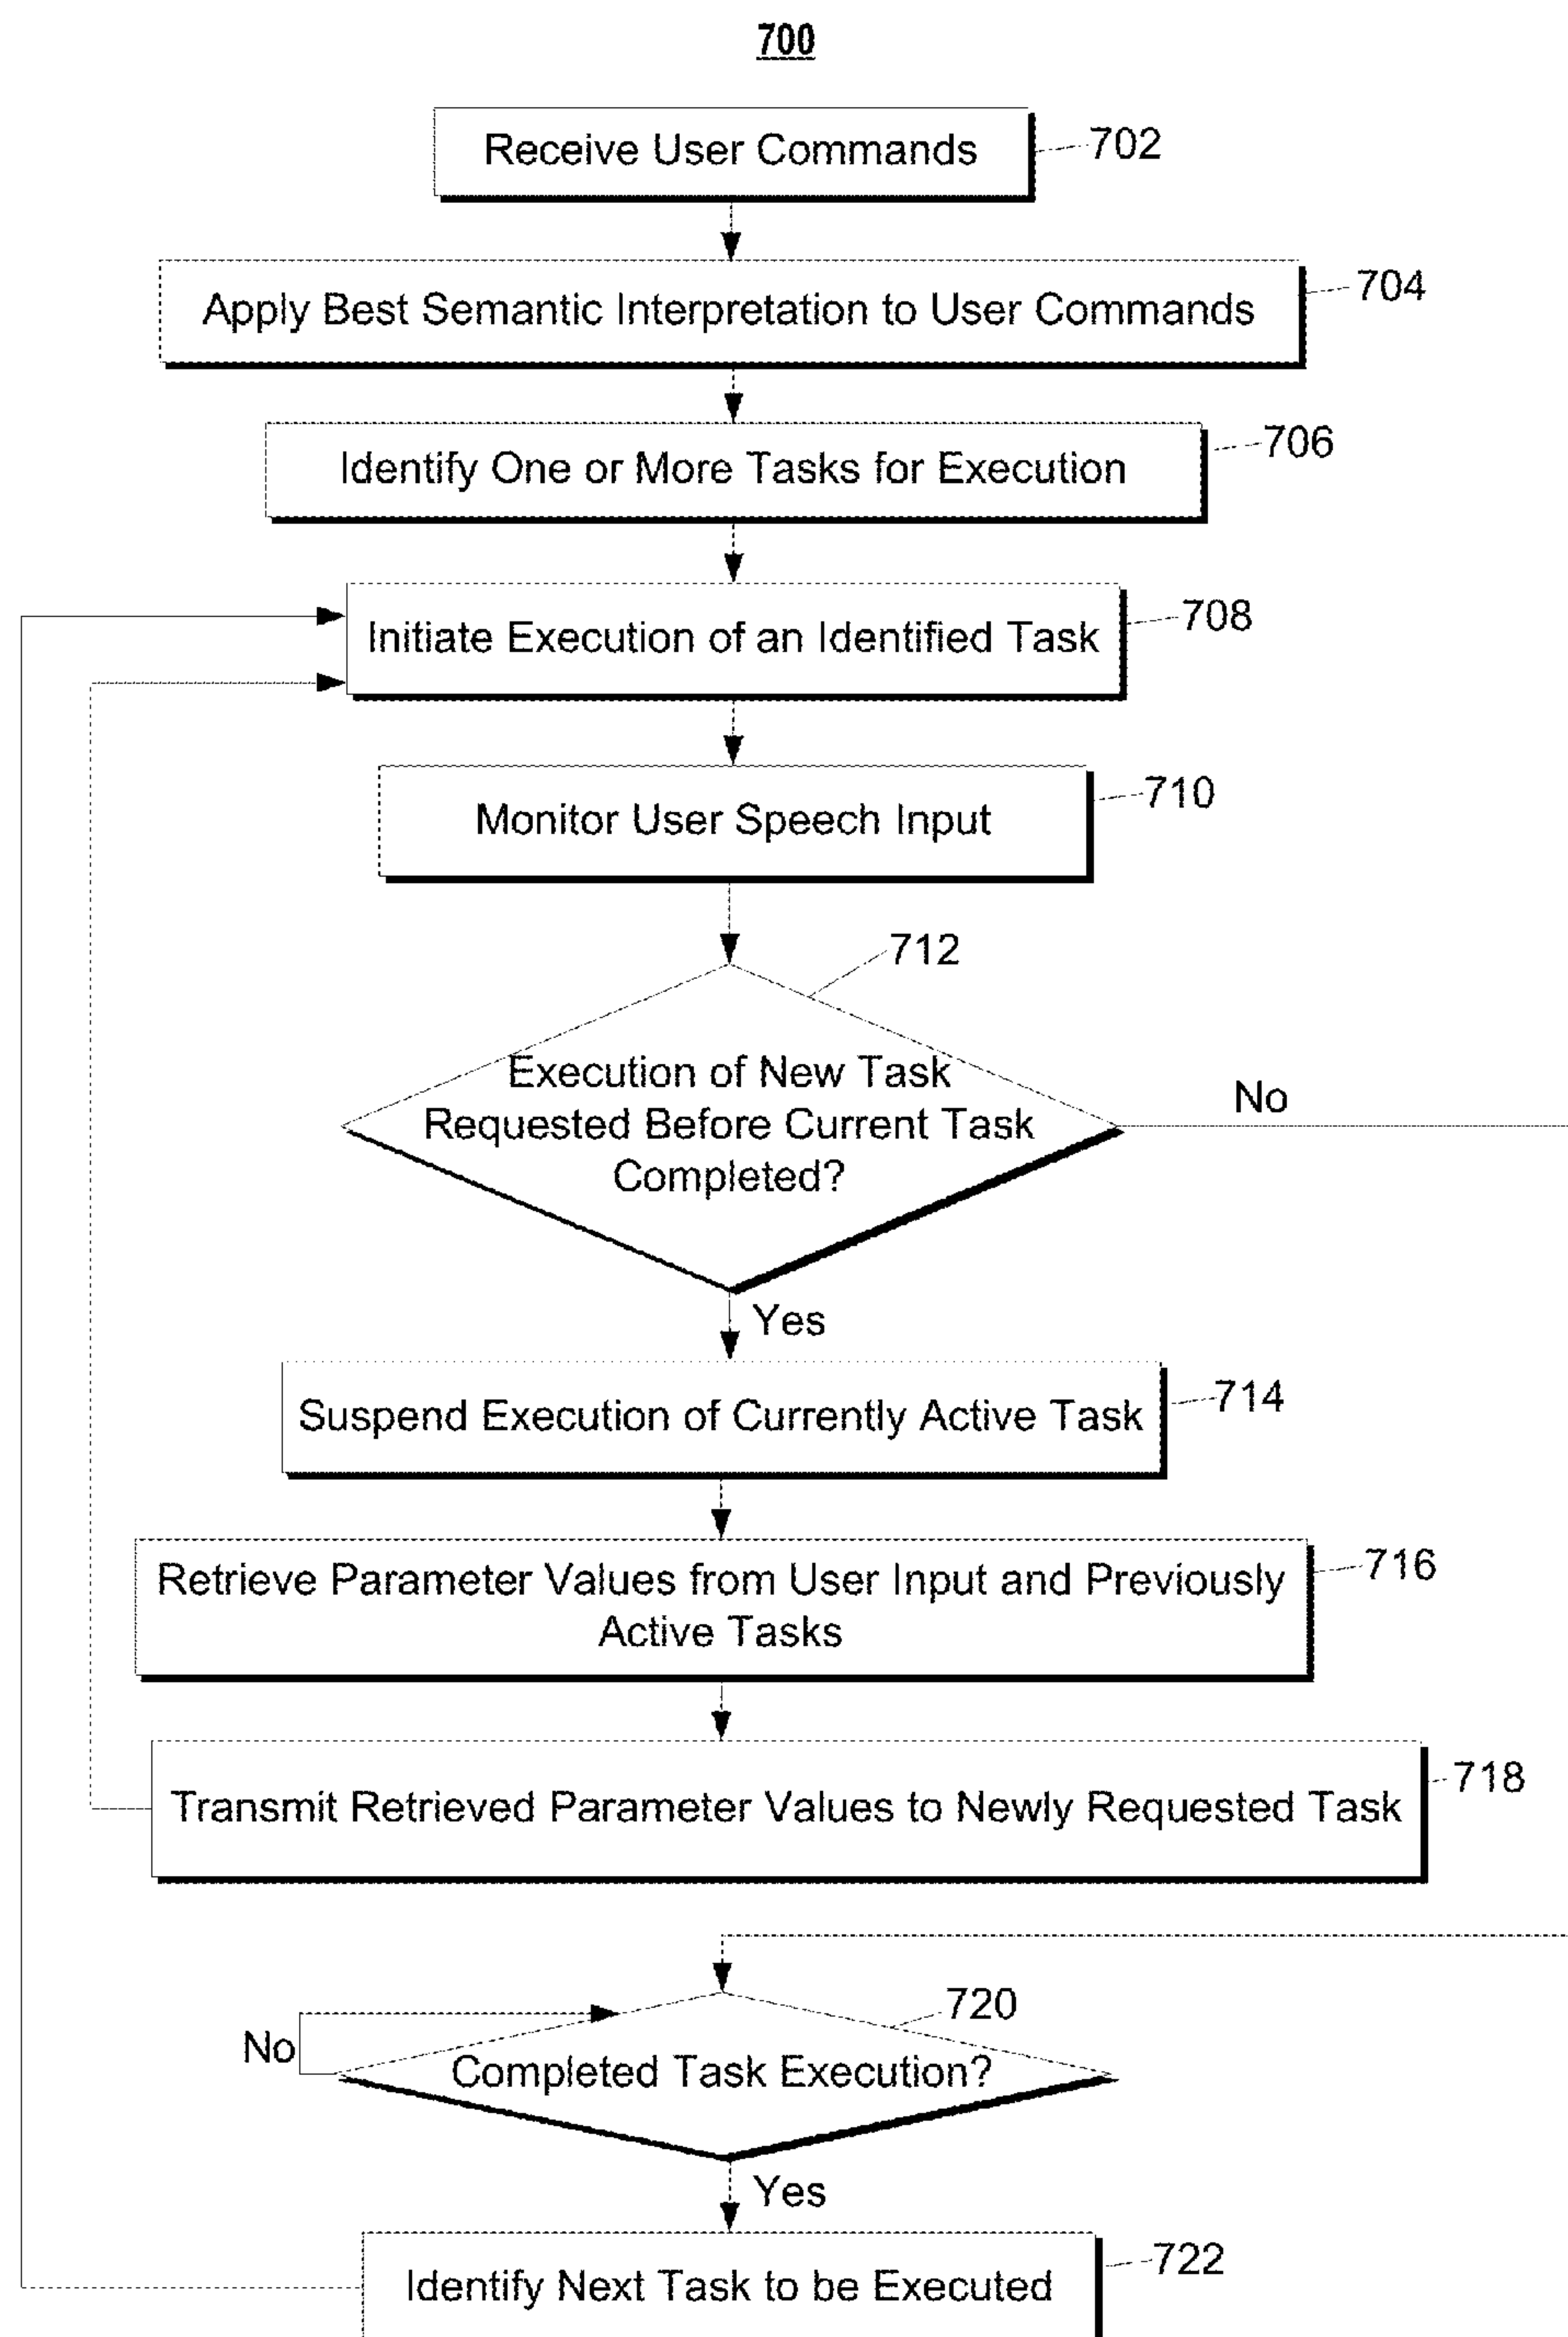 700
Receive User Commands
702
Apply Best Semantic Interpretation to User Commands
704
Identify One or More Tasks for Execution
706
Initiate Execution of an Identified Task
708
Monitor User Speech Input
710
712
Execution of New Task
Requested Before Current Task
Completed?
No
Yes
Suspend Execution of Currently Active Task
714
Retrieve Parameter Values from User Input and Previously
Active Tasks
716
Transmit Retrieved Parameter Values to Newly Requested Task
718
720
No
Completed Task Execution?
Yes
Identify Next Task to be Executed
722